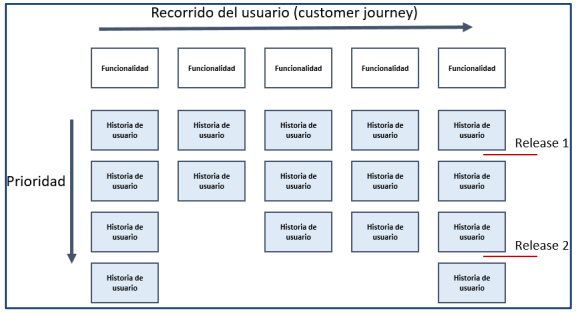 Recorrido del usuario (customer journey)
Funcionalidad Funcionalidad Funcionalidad Funcionalidad Funcionalidad
Historia de usuario Historia de usuario Historia de usuario Historia de usuario Historia de usuario
Release 1
Prioridad
Historia de usuario Historia de usuario Historia de usuario Historia de usuario Historia de usuario
Historia de usuario Historia de usuario Historia de usuario Historia de usuario
Release 2
Historia de usuario Historia de usuario